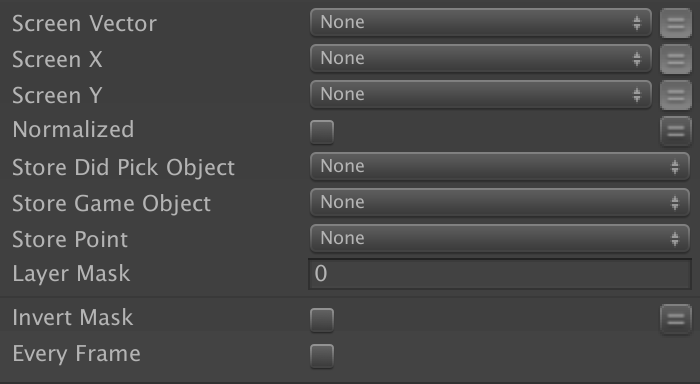 Screen Vector None
Screen X None
Screen Y None
Normalized
Store Did Pick Object None
Store Game Object None
Store Point None
Layer Mask 0
Invert Mask
Every Frame